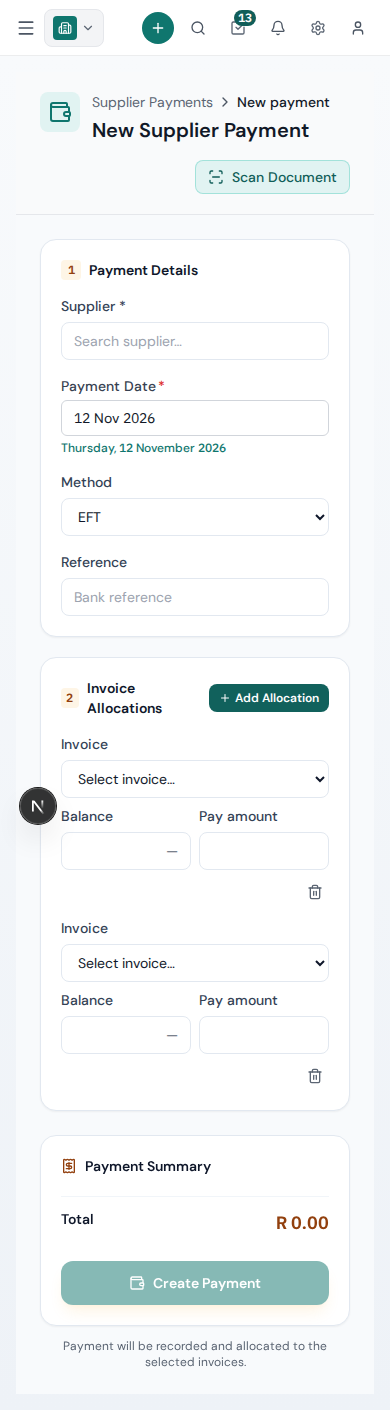 13
Supplier Payments > New payment
New Supplier Payment
Scan Document
1 Payment Details
Supplier *
Search supplier…
Payment Date *
12 Nov 2026
Thursday, 12 November 2026
Method
EFT
Reference
Bank reference
2 Invoice
Allocations
+ Add Allocation
Invoice
Select invoice…
Balance Pay amount
—
Invoice
Select invoice…
Balance Pay amount
—
N
Payment Summary
Total R 0.00
Create Payment
Payment will be recorded and allocated to the
selected invoices.